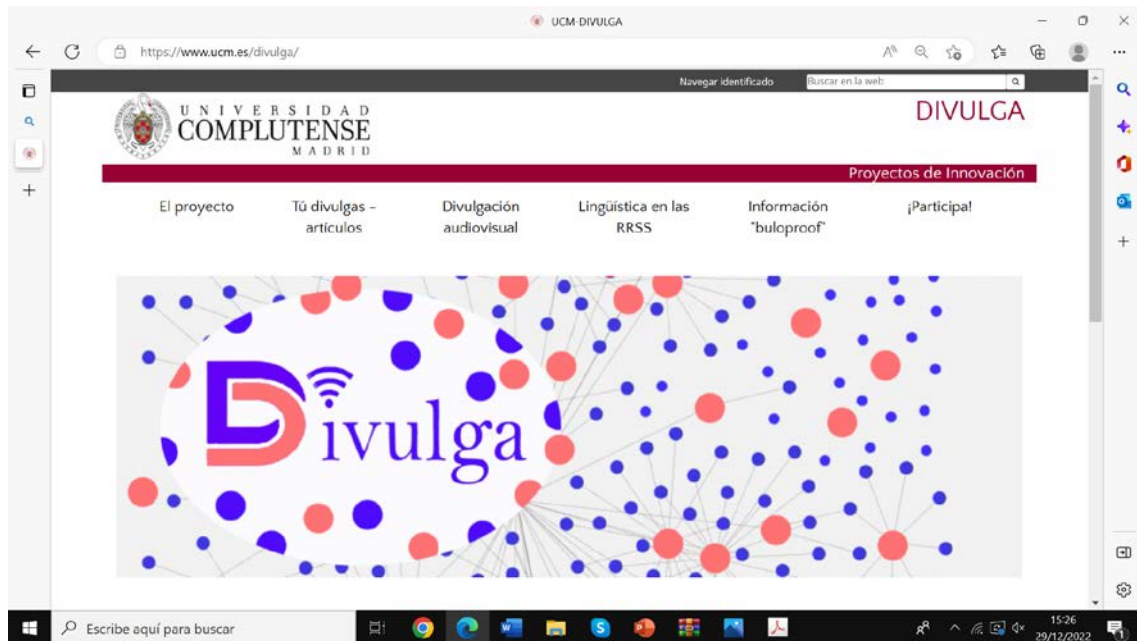 UCM-DIVULGA
https://www.ucm.es/divulga/
Navegar identificado
Buscar en la web
UNIVERSIDAD
COMPLUTENSE
MADRID
DIVULGA
Proyectos de Innovación
El proyecto
Tú divulgas –
artículos
Divulgación
audiovisual
Lingüística en las
RRSS
Información
"buloproof"
¡Participa!
Divulga
Escribe aquí para buscar
15:26
29/12/2022